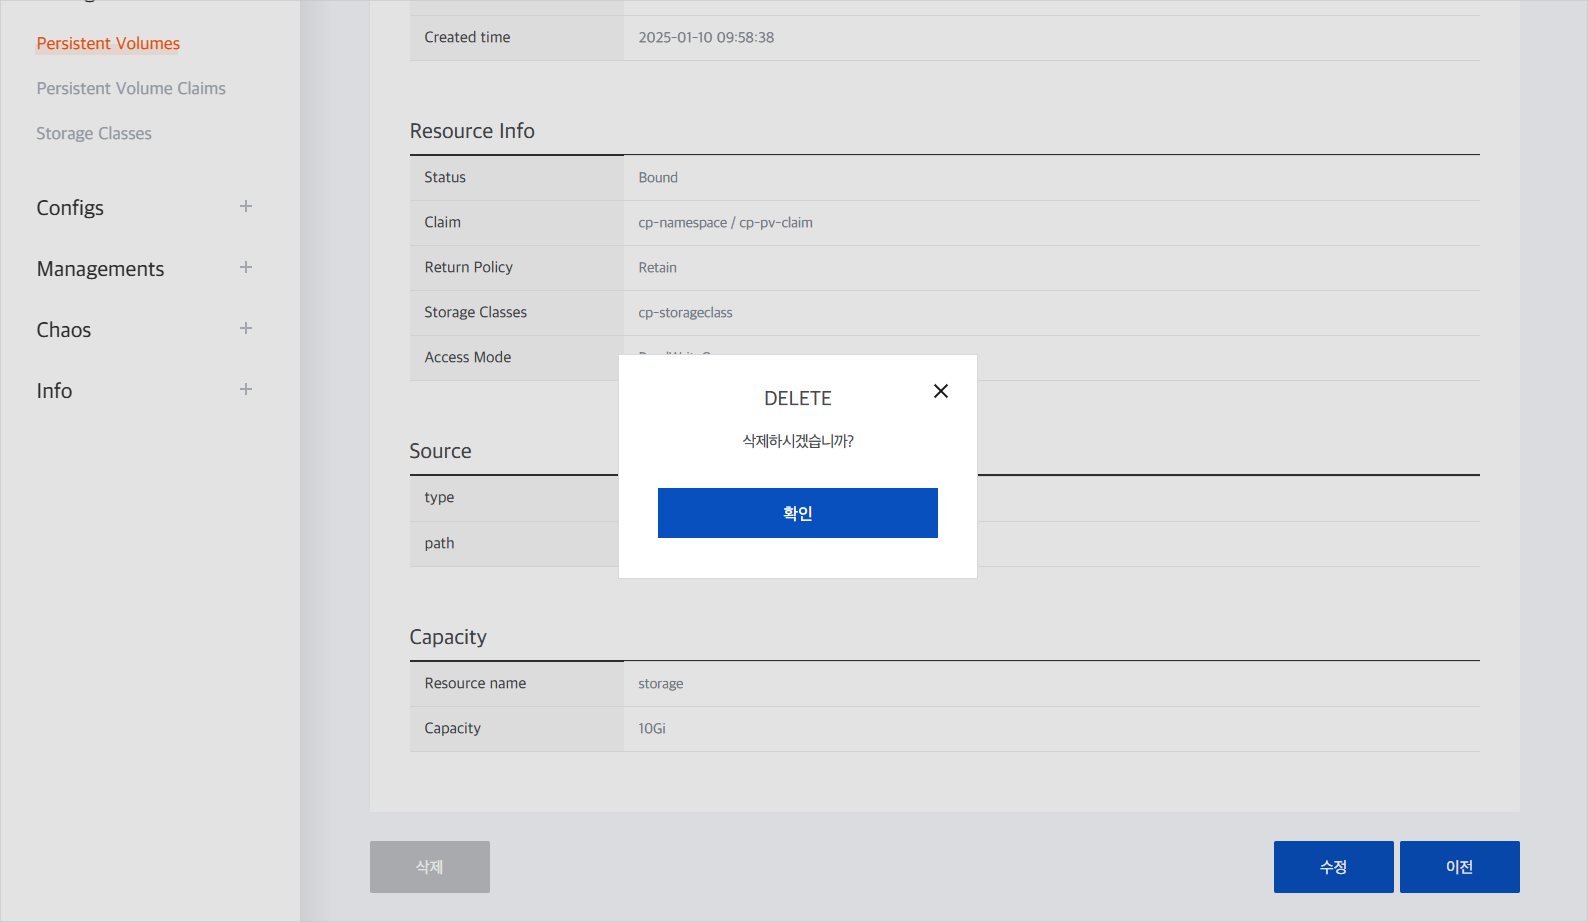 Persistent Volumes
Persistent Volume Claims
Storage Classes
Configs
Managements
Chaos
Info
Created time 2025-01-10 09:58:38
Resource Info
Status Bound
Claim cp-namespace / cp-pv-claim
Return Policy Retain
Storage Classes cp-storageclass
Access Mode
DELETE
삭제하시겠습니까?
확인
Source
type
path
Capacity
Resource name storage
Capacity 10Gi
삭제 수정 이전